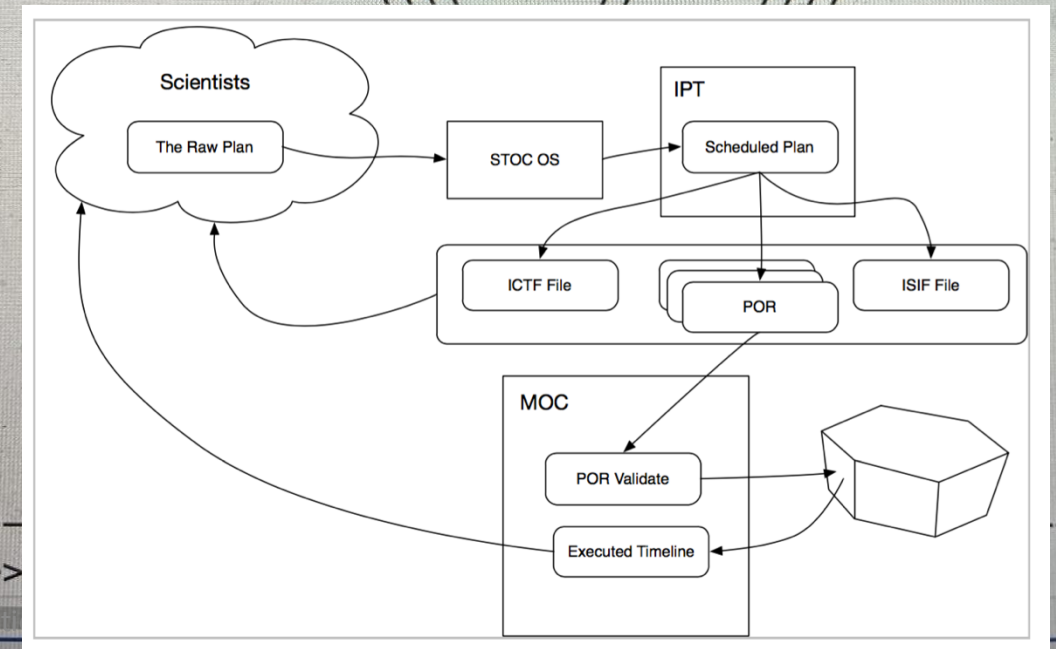 Scientists
The Raw Plan
STOC OS
IPT
Scheduled Plan
ICTF File
POR
ISIF File
MOC
POR Validate
Executed Timeline
>